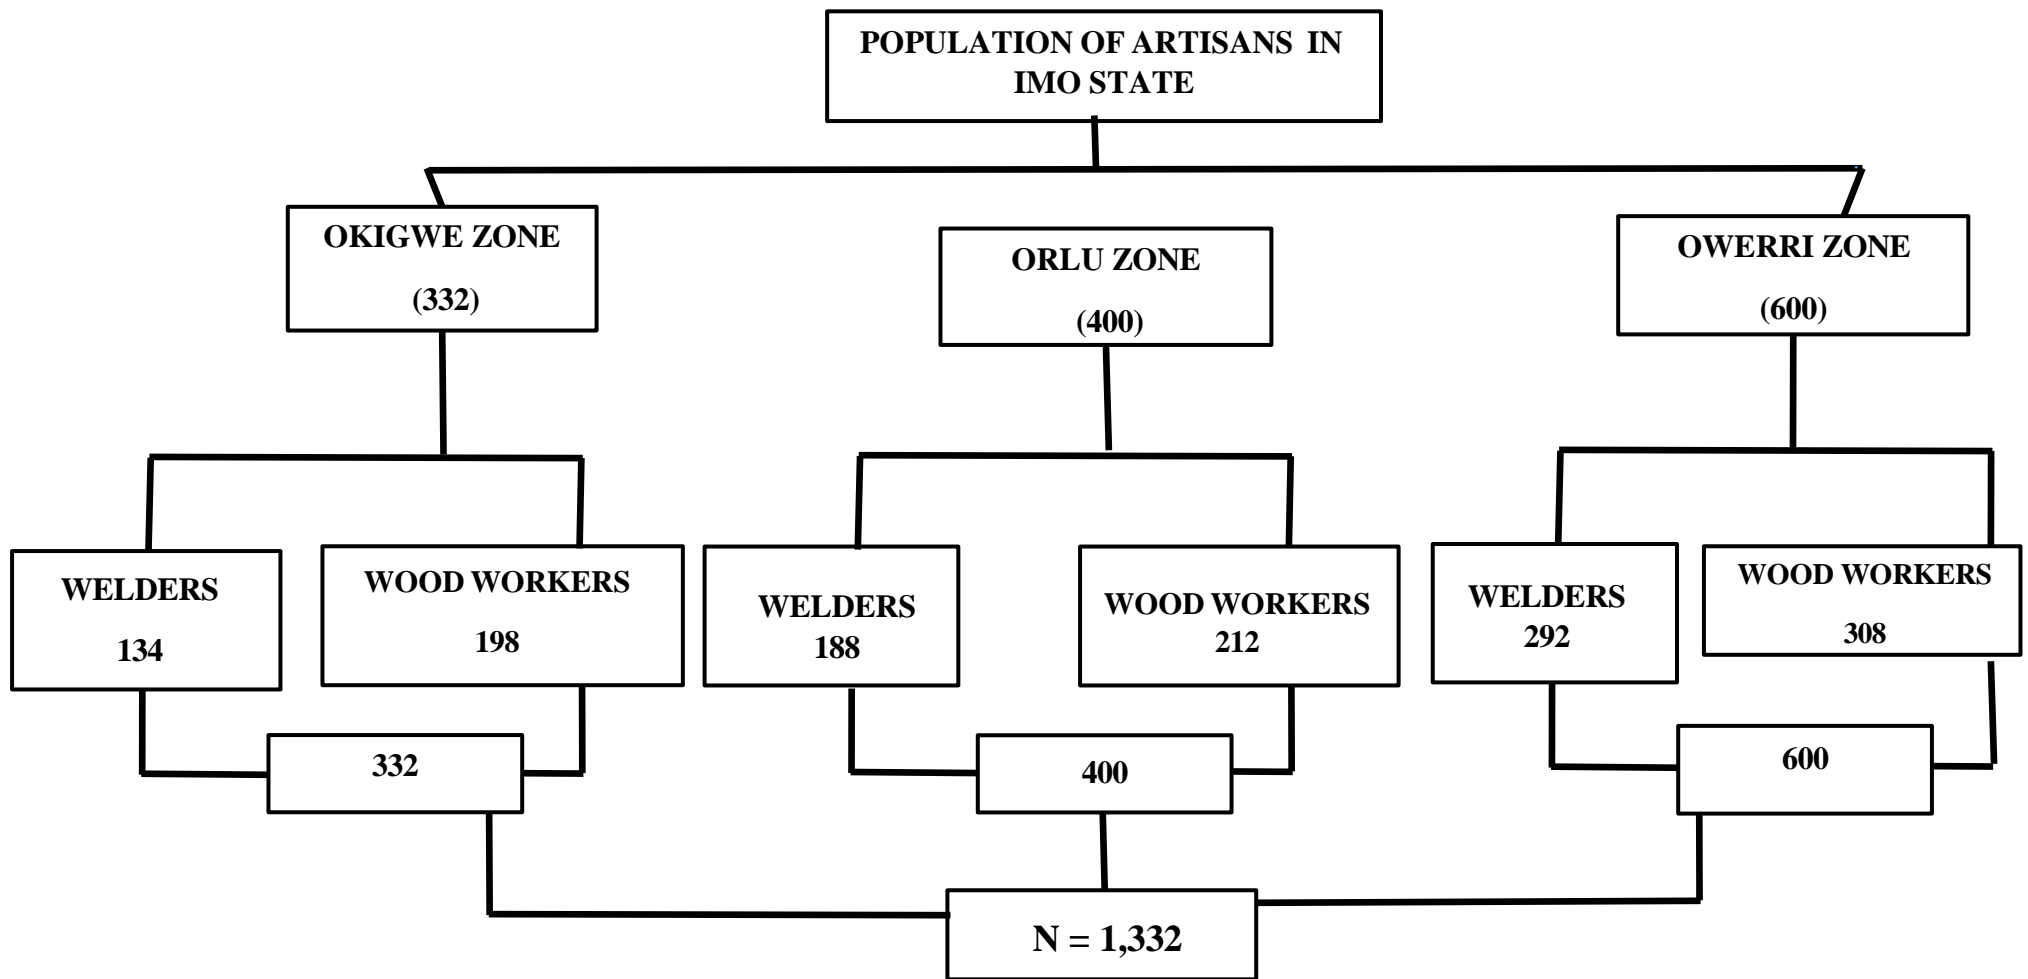 POPULATION OF ARTISANS IN
IMO STATE
OKIGWE ZONE
(332)
ORLU ZONE
(400)
OWERRI ZONE
(600)
WELDERS
134
WOOD WORKERS
198
WELDERS
188
WOOD WORKERS
212
WELDERS
292
WOOD WORKERS
308
332
400
600
N = 1,332